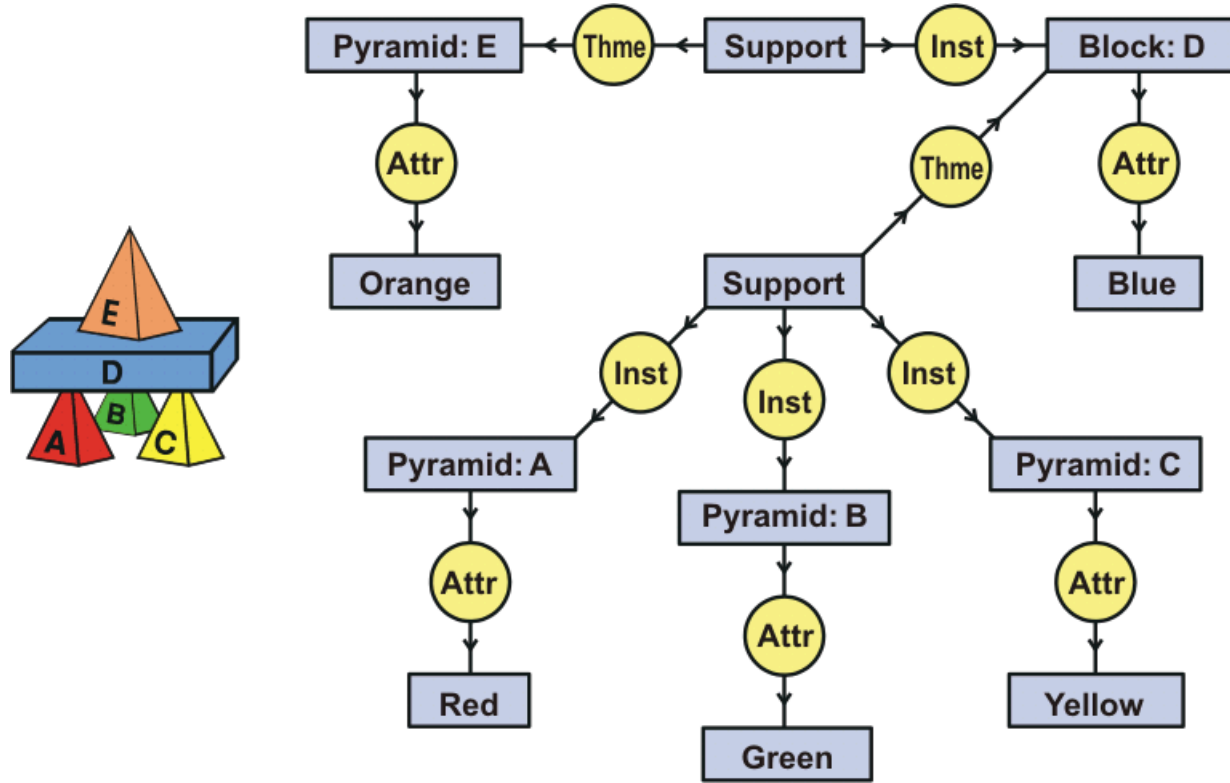 Pyramid: E
Thme
Support
Inst
Block: D
Attr
Thme
Attr
Orange
Support
Blue
E
D
A
B
C
Inst
Inst
Inst
Pyramid: A
Pyramid: B
Pyramid: C
Attr
Attr
Attr
Red
Green
Yellow